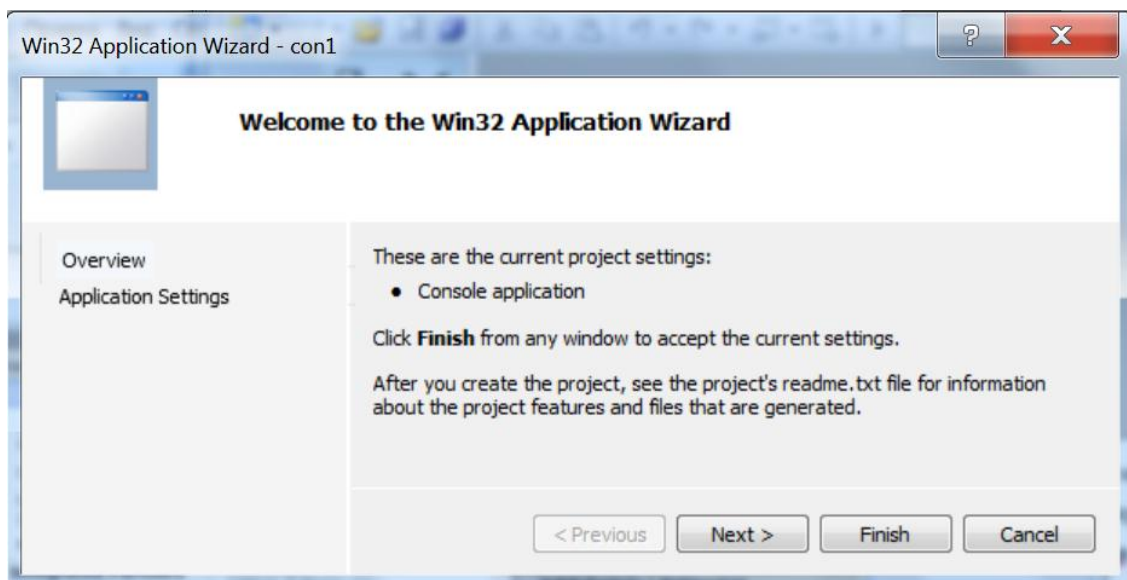 Win32 Application Wizard - con1
Welcome to the Win32 Application Wizard
Overview
Application Settings
These are the current project settings:
• Console application
Click Finish from any window to accept the current settings.
After you create the project, see the project's readme.txt file for information
about the project features and files that are generated.
< Previous Next > Finish Cancel